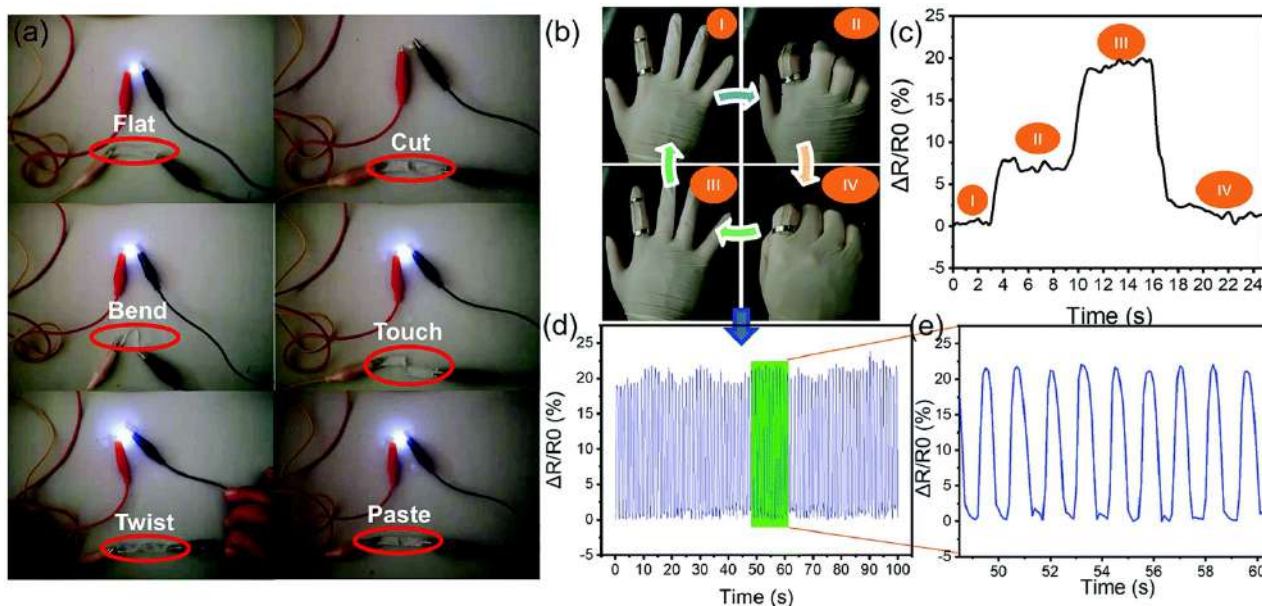 (a)
Flat
Cut
Bend
Touch
Twist
Paste
(b)
I
II
III
IV
(c)
ΔR/R0 (%)
25
20
15
10
5
0
-5
I
II
III
IV
0 2 4 6 8 10 12 14 16 18 20 22 24
Time (s)
(d)
ΔR/R0 (%)
25
20
15
10
5
0
-5
0 10 20 30 40 50 60 70 80 90 100
Time (s)
(e)
ΔR/R0 (%)
25
20
15
10
5
0
-5
50 52 54 56 58 60
Time (s)